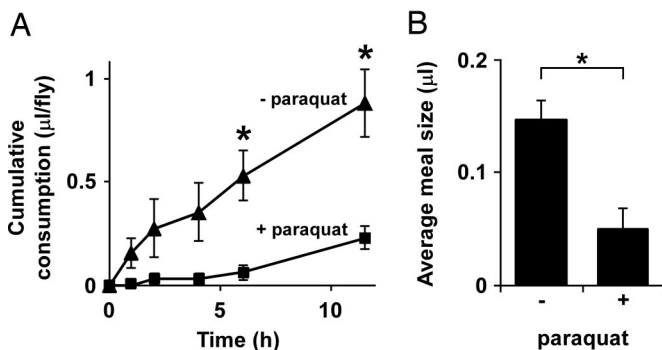 A
Cumulative
consumption (µl/fly)
1
0.5
0
- paraquat
+ paraquat
*
*
0
5
10
Time (h)
B
Average meal size (µl)
0.2
0.1
0
*
-
+
paraquat